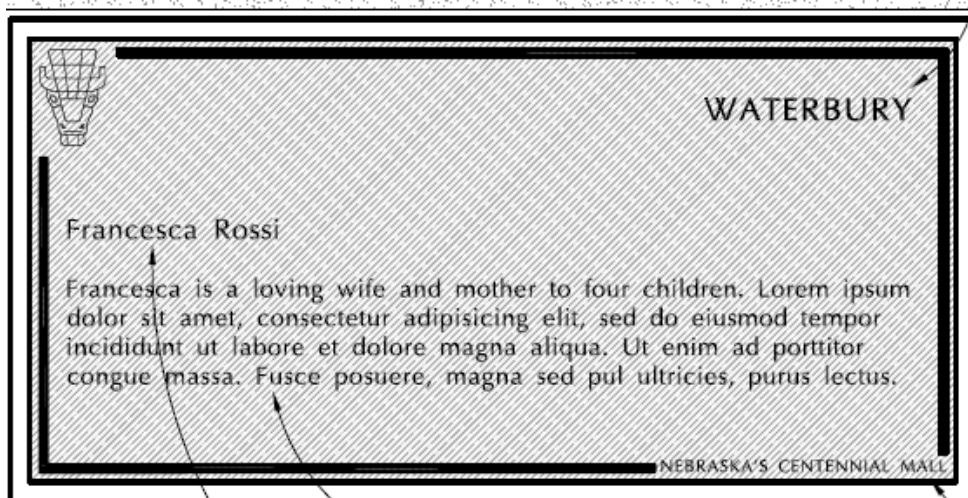 WATERBURY
Francesca Rossi
Francesca is a loving wife and mother to four children. Lorem ipsum
dolor sit amet, consectetur adipisicing elit, sed do eiusmod tempor
incididunt ut labore et dolore magna aliqua. Ut enim ad porttitor
congue massa. Fusce posuere, magna sed pul ultricies, purus lectus.
NEBRASKA'S CENTENNIAL MALL